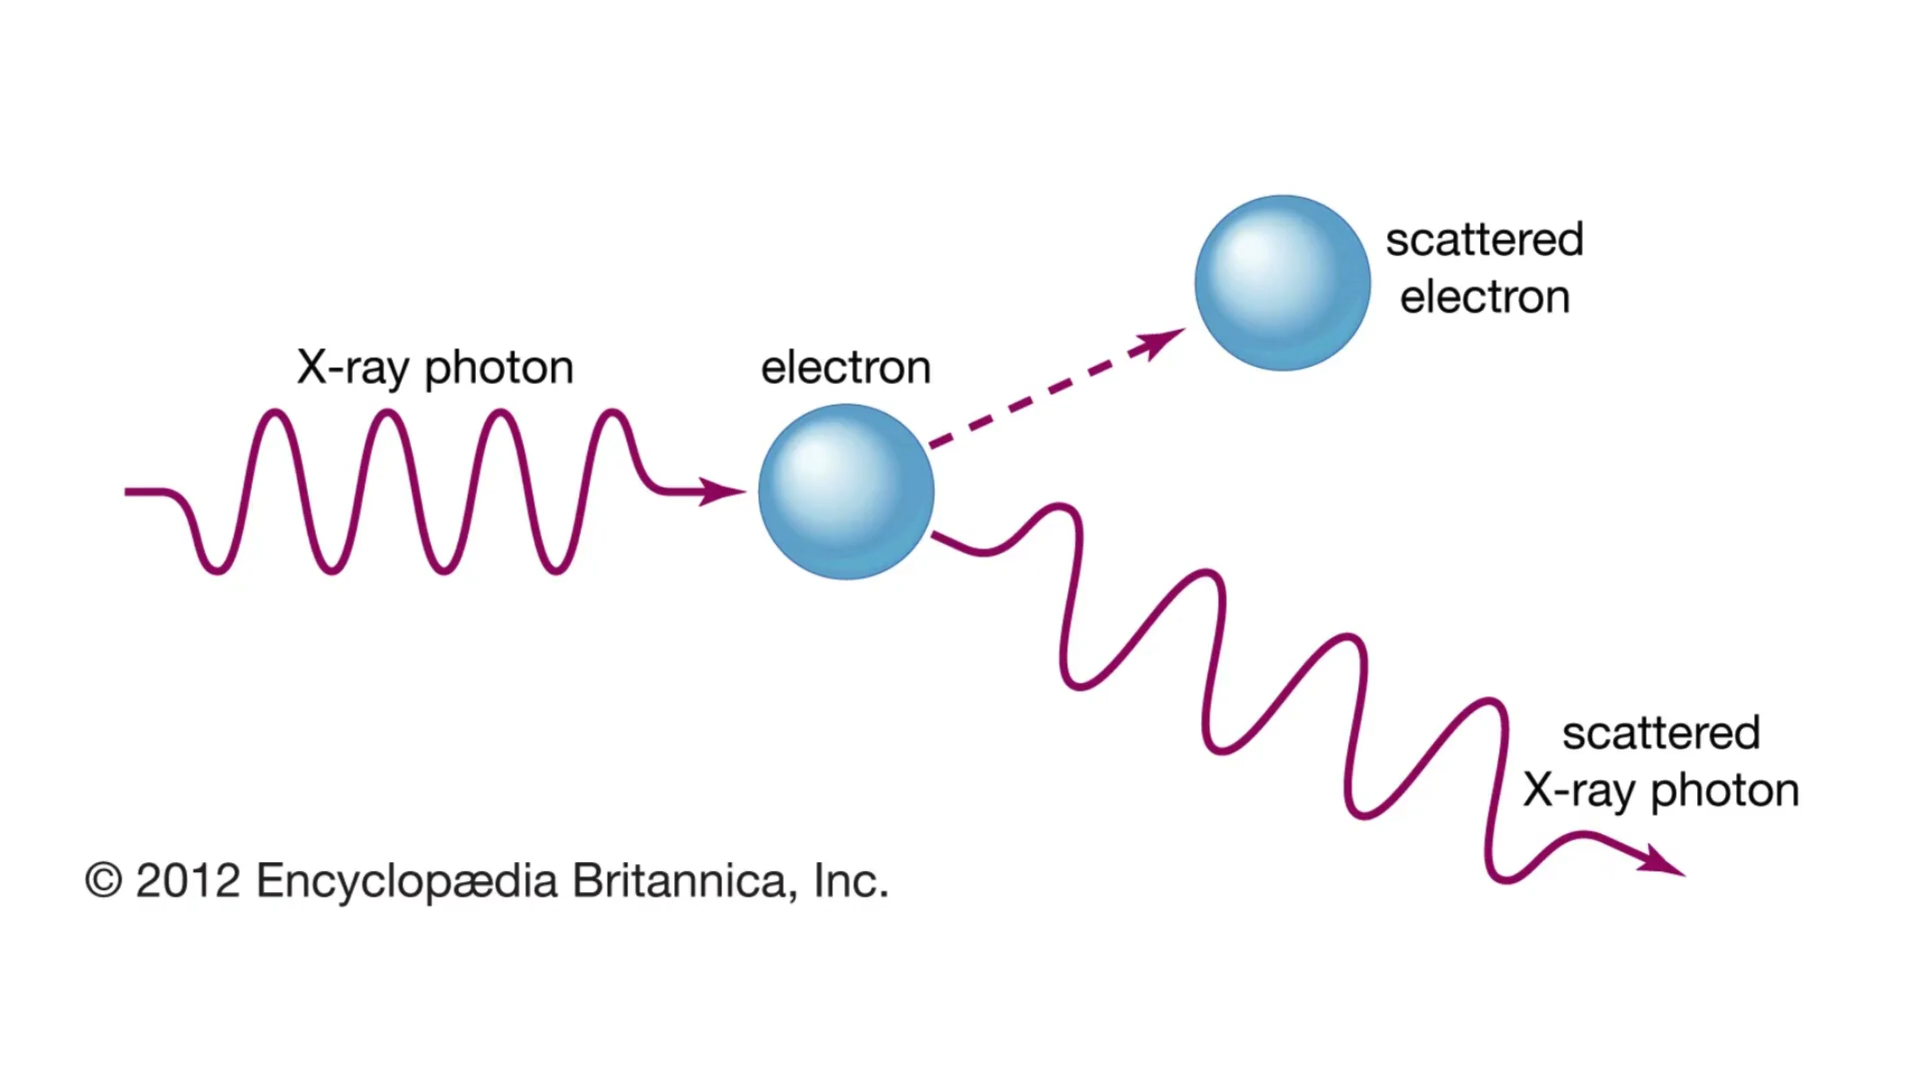 X-ray photon
electron
scattered
electron
scattered
X-ray photon
© 2012 Encyclopædia Britannica, Inc.